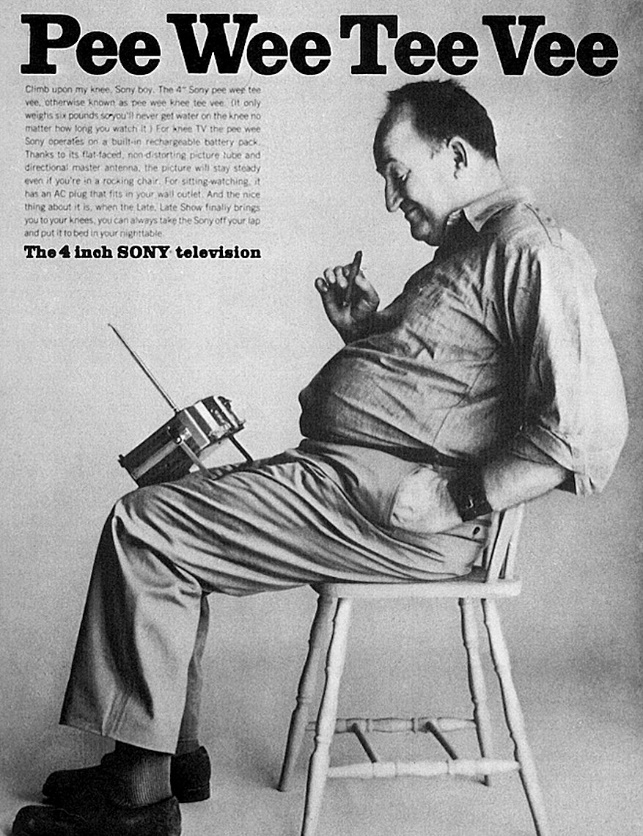 Pee Wee Tee Vee
Climb upon my knee, Sony boy. The 4" Sony pee wee tee
vee, otherwise known as pee wee knee tee vee. (It only
weighs six pounds so you'll never get water on the knee no
matter how long you watch it.) For knee TV the pee wee
Sony operates on a built-in rechargeable battery pack.
Thanks to its flat-faced, non-distorting picture tube and
directional master antenna, the picture will stay steady
even if you're in a rocking chair. For sitting-watching, it
has an AC plug that fits in your wall outlet. And the nice
thing about it is, when the Late, Late Show finally brings
you to your knees, you can always take the Sony off your lap
and put it to bed in your nighttable.
The 4 inch SONY television